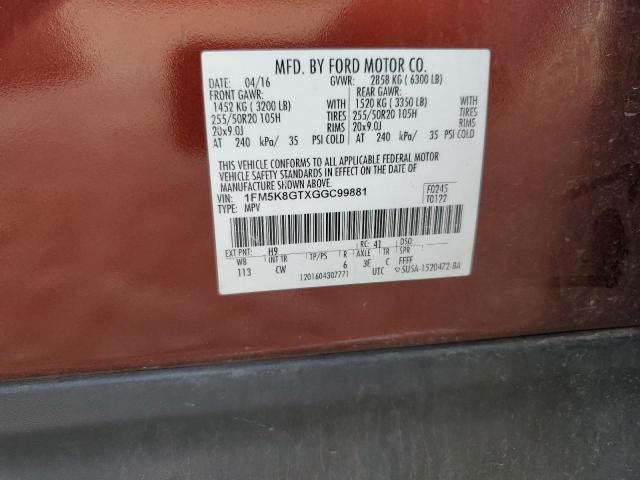 MFD. BY FORD MOTOR CO.
DATE: 04/16 GVWR: 2858 KG ( 6300 LB)
FRONT GAWR: REAR GAWR:
1452 KG ( 3200 LB) WITH 1520 KG ( 3350 LB) WITH
255/50R20 105H TIRES 255/50R20 105H TIRES
20x9.0J RIMS 20x9.0J RIMS
AT 240 kPa/ 35 PSI COLD AT 240 kPa/ 35 PSI COLD
THIS VEHICLE CONFORMS TO ALL APPLICABLE FEDERAL MOTOR
VEHICLE SAFETY STANDARDS IN EFFECT ON THE DATE OF
MANUFACTURE SHOWN ABOVE.
VIN: 1FM5K8GTXGGC99881 F0245
TYPE: MPV T0122
EXT PNT: H9 RC: 41 DSO:
WB INT TR TP/PS R AXLE TR SPR
113 CW 6 3E C FFFF
1201604307771 UTC ▽5USA-1520472-BA